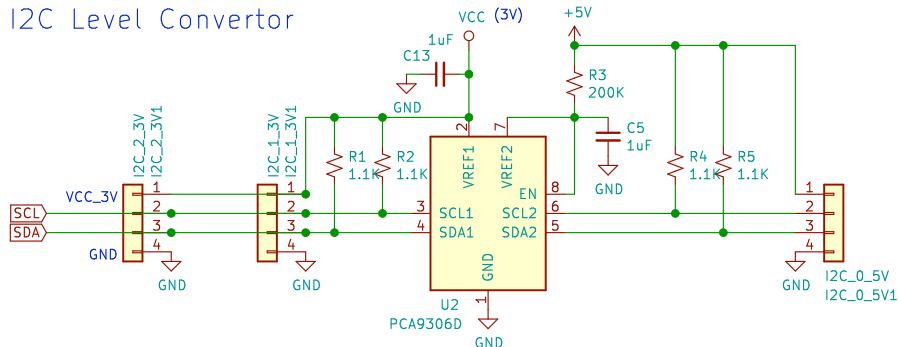 I2C Level Convertor
VCC (3V)
+5V
1uF
C13
GND
R3
200K
I2C_2_3V
I2C_2_3V1
I2C_1_3V
I2C_1_3V1
R1
1.1K
R2
1.1K
2
VREF1
7
VREF2
C5
1uF
GND
R4
1.1K
R5
1.1K
VCC_3V
1
1
EN
8
1
SCL
2
2
3
SCL1
SCL2
6
2
SDA
3
3
4
SDA1
SDA2
5
3
GND
4
4
GND
4
GND
GND
1
GND
I2C_0_5V
I2C_0_5V1
U2
PCA9306D
GND